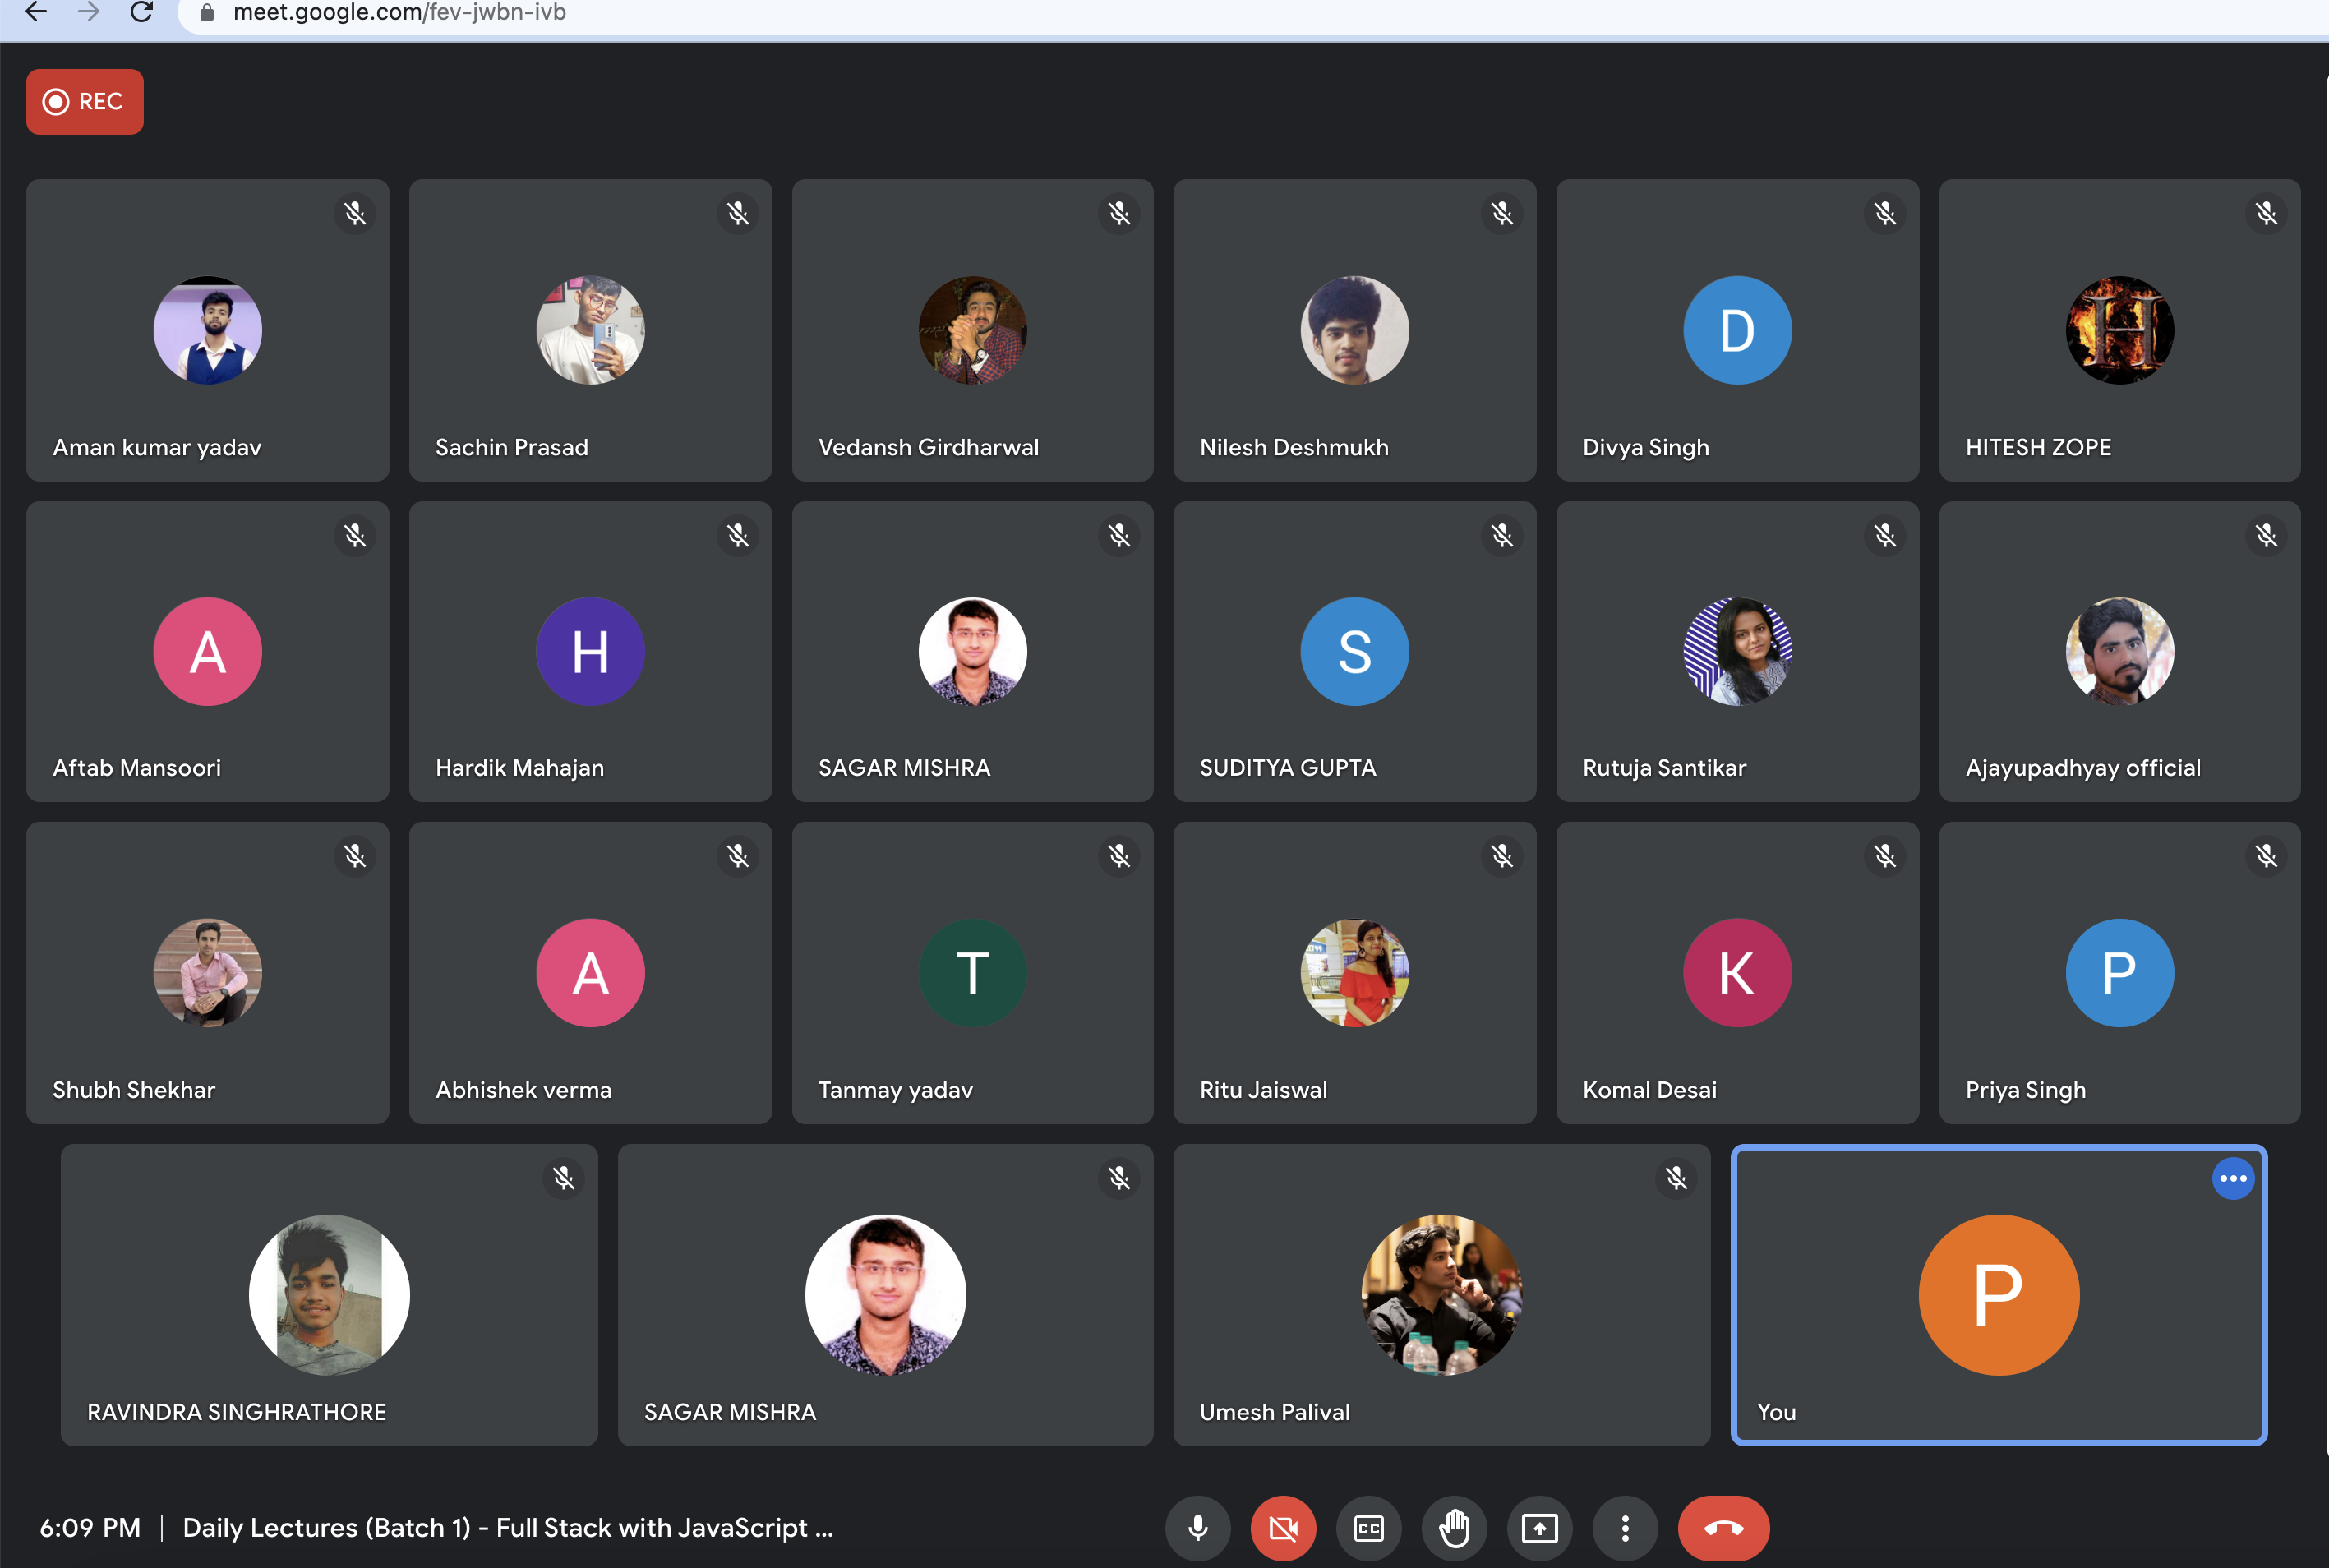 meet.google.com/fev-jwbn-ivb
REC
Aman kumar yadav
Sachin Prasad
Vedansh Girdharwal
Nilesh Deshmukh
D
Divya Singh
H
HITESH ZOPE
A
Aftab Mansoori
H
Hardik Mahajan
SAGAR MISHRA
S
SUDITYA GUPTA
Rutuja Santikar
Ajayupadhyay official
Shubh Shekhar
A
Abhishek verma
T
Tanmay yadav
Ritu Jaiswal
K
Komal Desai
P
Priya Singh
RAVINDRA SINGHRATHORE
SAGAR MISHRA
Umesh Palival
P
You
6:09 PM | Daily Lectures (Batch 1) - Full Stack with JavaScript ...
CC